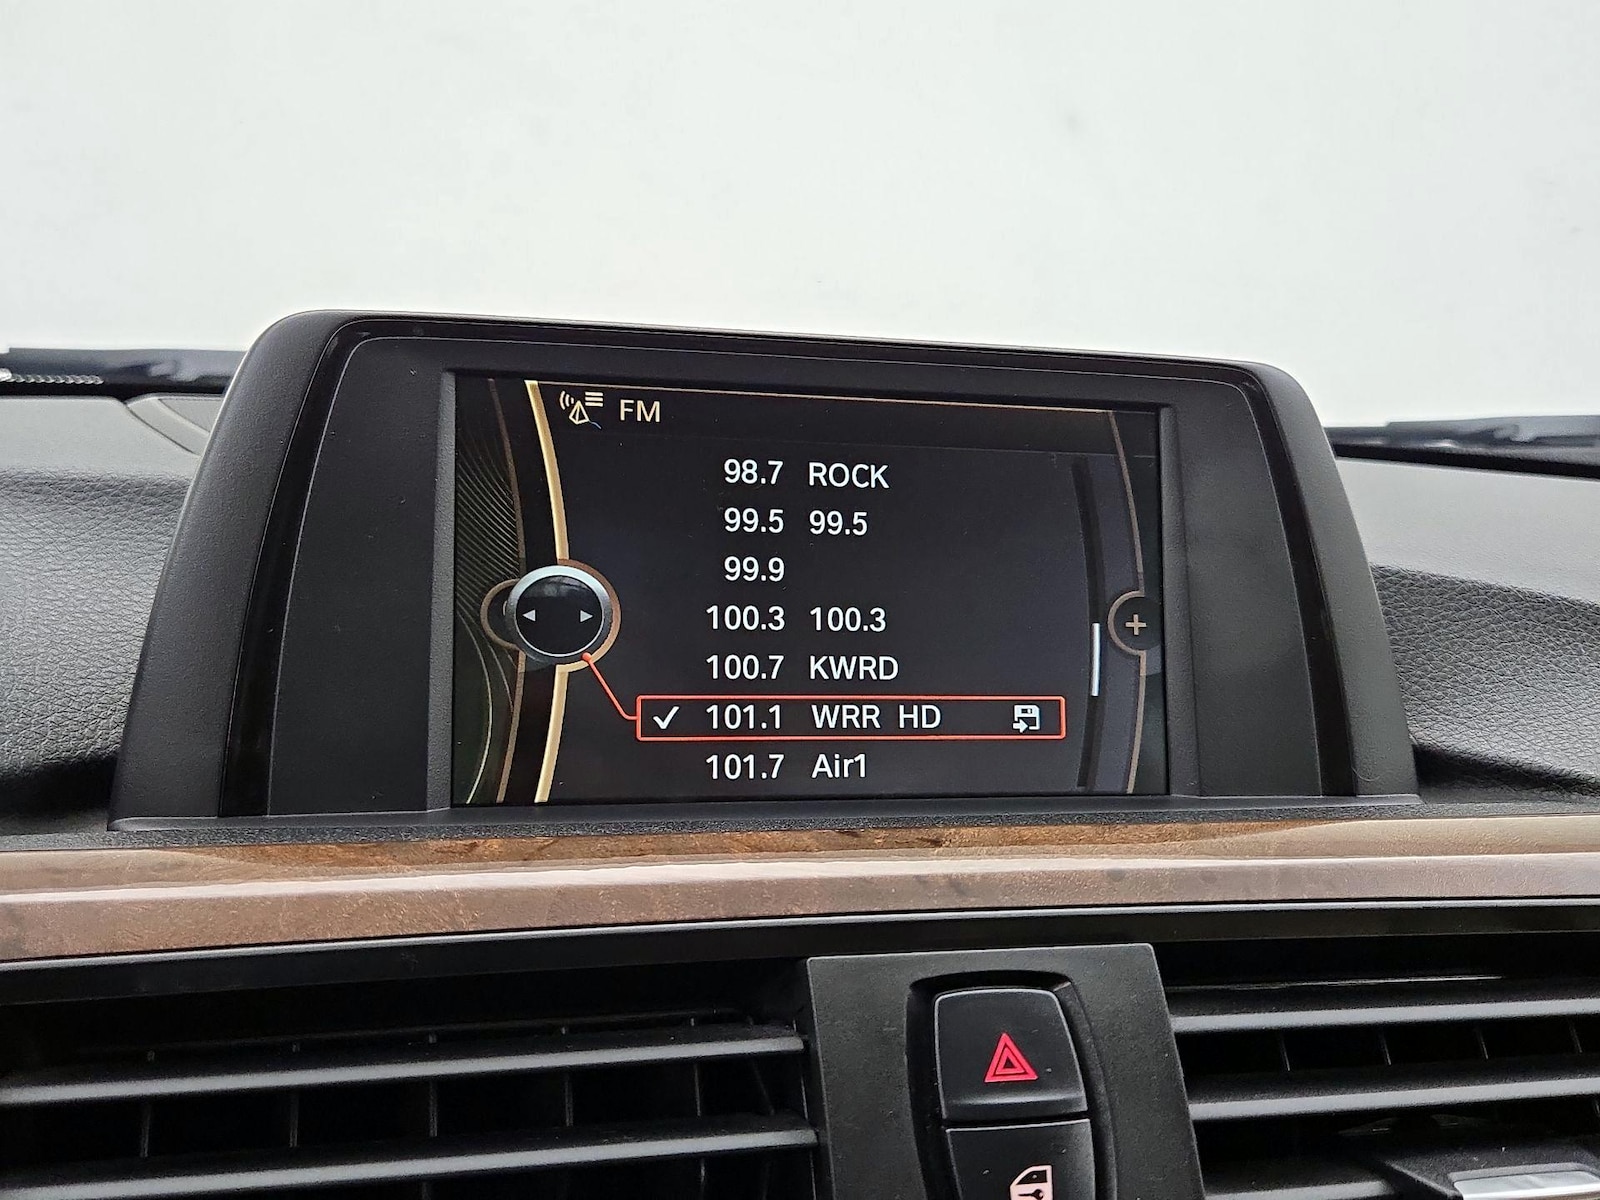 FM
98.7 ROCK
99.5 99.5
99.9
100.3 100.3
100.7 KWRD
101.1 WRR HD
101.7 Air1